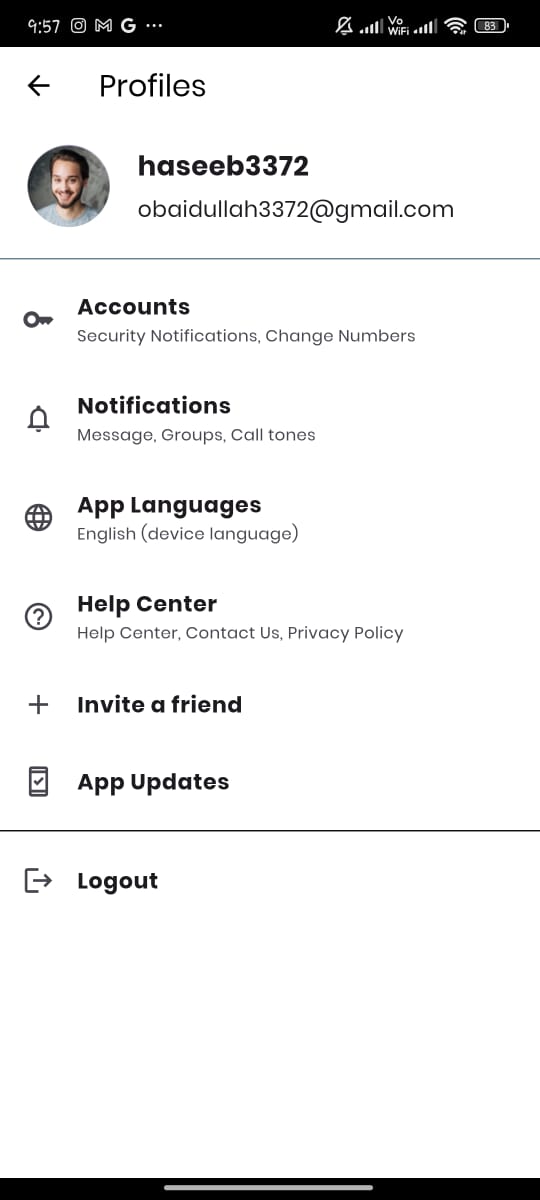 9:57
Vo
WiFi
83
Profiles
haseeb3372
obaidullah3372@gmail.com
Accounts
Security Notifications, Change Numbers
Notifications
Message, Groups, Call tones
App Languages
English (device language)
Help Center
Help Center, Contact Us, Privacy Policy
Invite a friend
App Updates
Logout